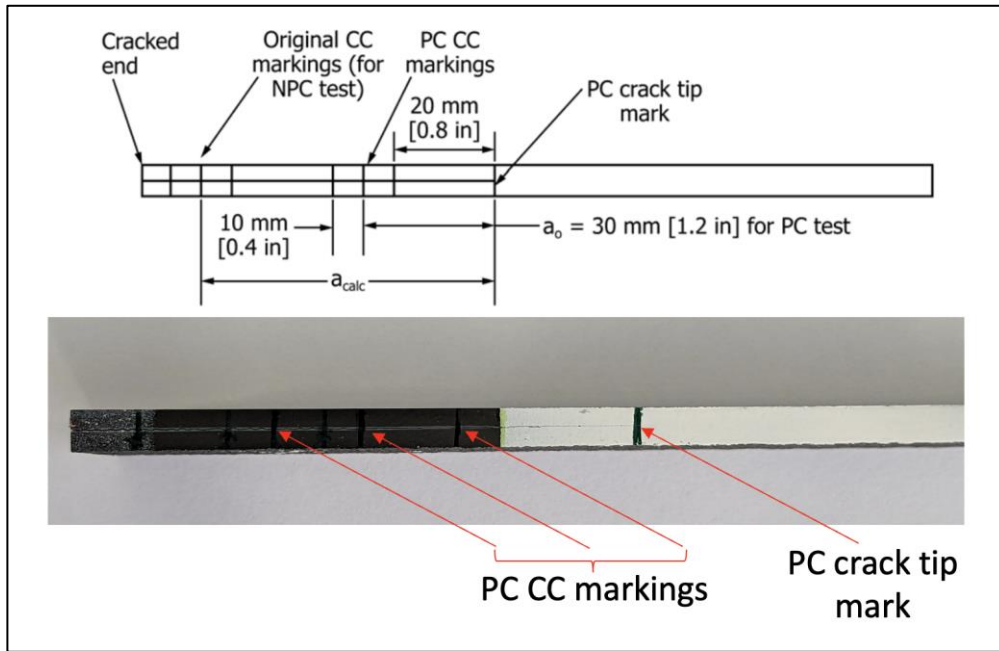 Cracked
end
Original CC
markings (for
NPC test)
PC CC
markings
20 mm
[0.8 in]
PC crack tip
mark
10 mm
[0.4 in]
aₒ = 30 mm [1.2 in] for PC test
a_calc
PC CC markings
PC crack tip
mark